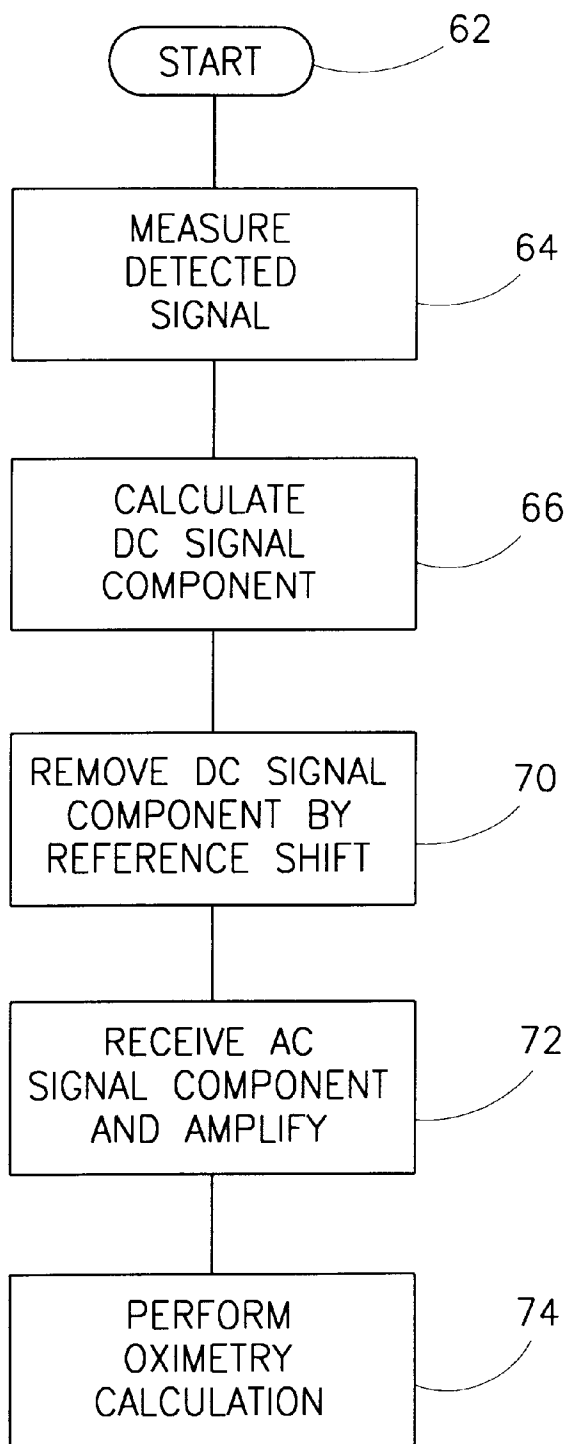 START
62
MEASURE
DETECTED
SIGNAL
64
CALCULATE
DC SIGNAL
COMPONENT
66
REMOVE DC SIGNAL
COMPONENT BY
REFERENCE SHIFT
70
RECEIVE AC
SIGNAL COMPONENT
AND AMPLIFY
72
PERFORM
OXIMETRY
CALCULATION
74